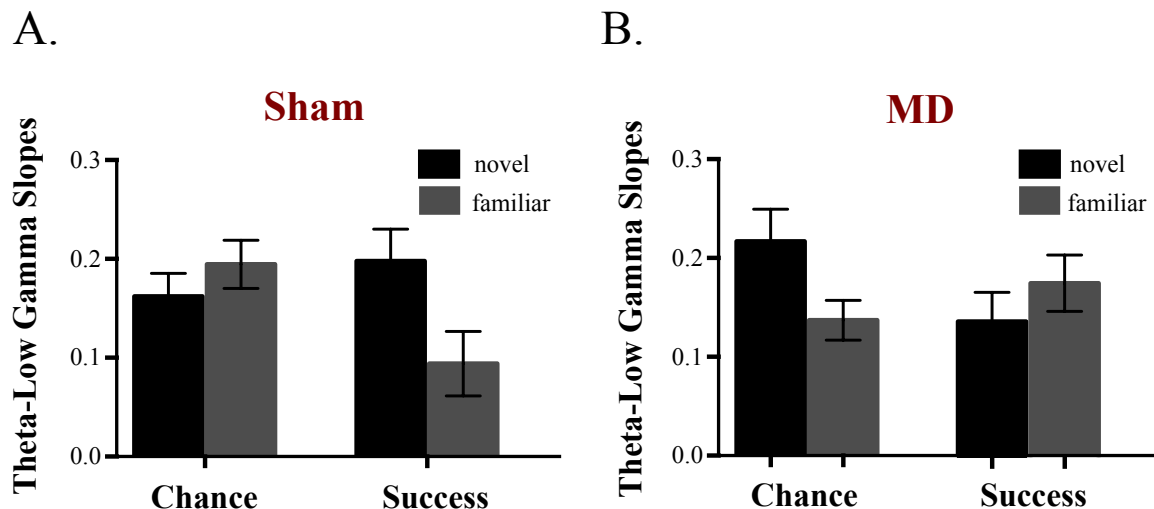 A.
Sham
Theta-Low Gamma Slopes
0.3
0.2
0.1
0.0
novel
familiar
Chance
Success
B.
MD
Theta-Low Gamma Slopes
0.3
0.2
0.1
0.0
novel
familiar
Chance
Success